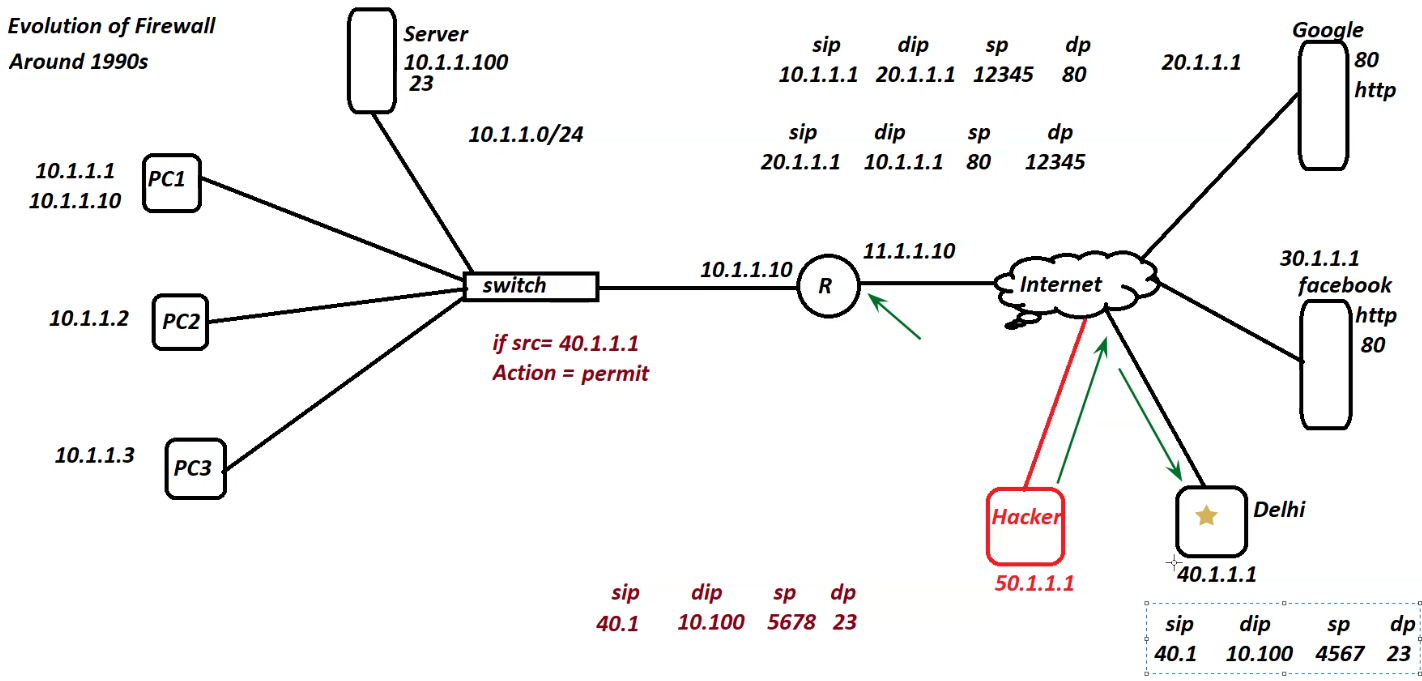 Evolution of Firewall
Around 1990s
Server
10.1.1.100
23
10.1.1.0/24
10.1.1.1
10.1.1.10
PC1
10.1.1.2
PC2
10.1.1.3
PC3
switch
if src= 40.1.1.1
Action = permit
sip dip sp dp
10.1.1.1 20.1.1.1 12345 80
sip dip sp dp
20.1.1.1 10.1.1.1 80 12345
10.1.1.10
R
11.1.1.10
Internet
Google
20.1.1.1
80
http
30.1.1.1
facebook
http
80
Hacker
50.1.1.1
Delhi
40.1.1.1
sip dip sp dp
40.1 10.100 5678 23
sip dip sp dp
40.1 10.100 4567 23